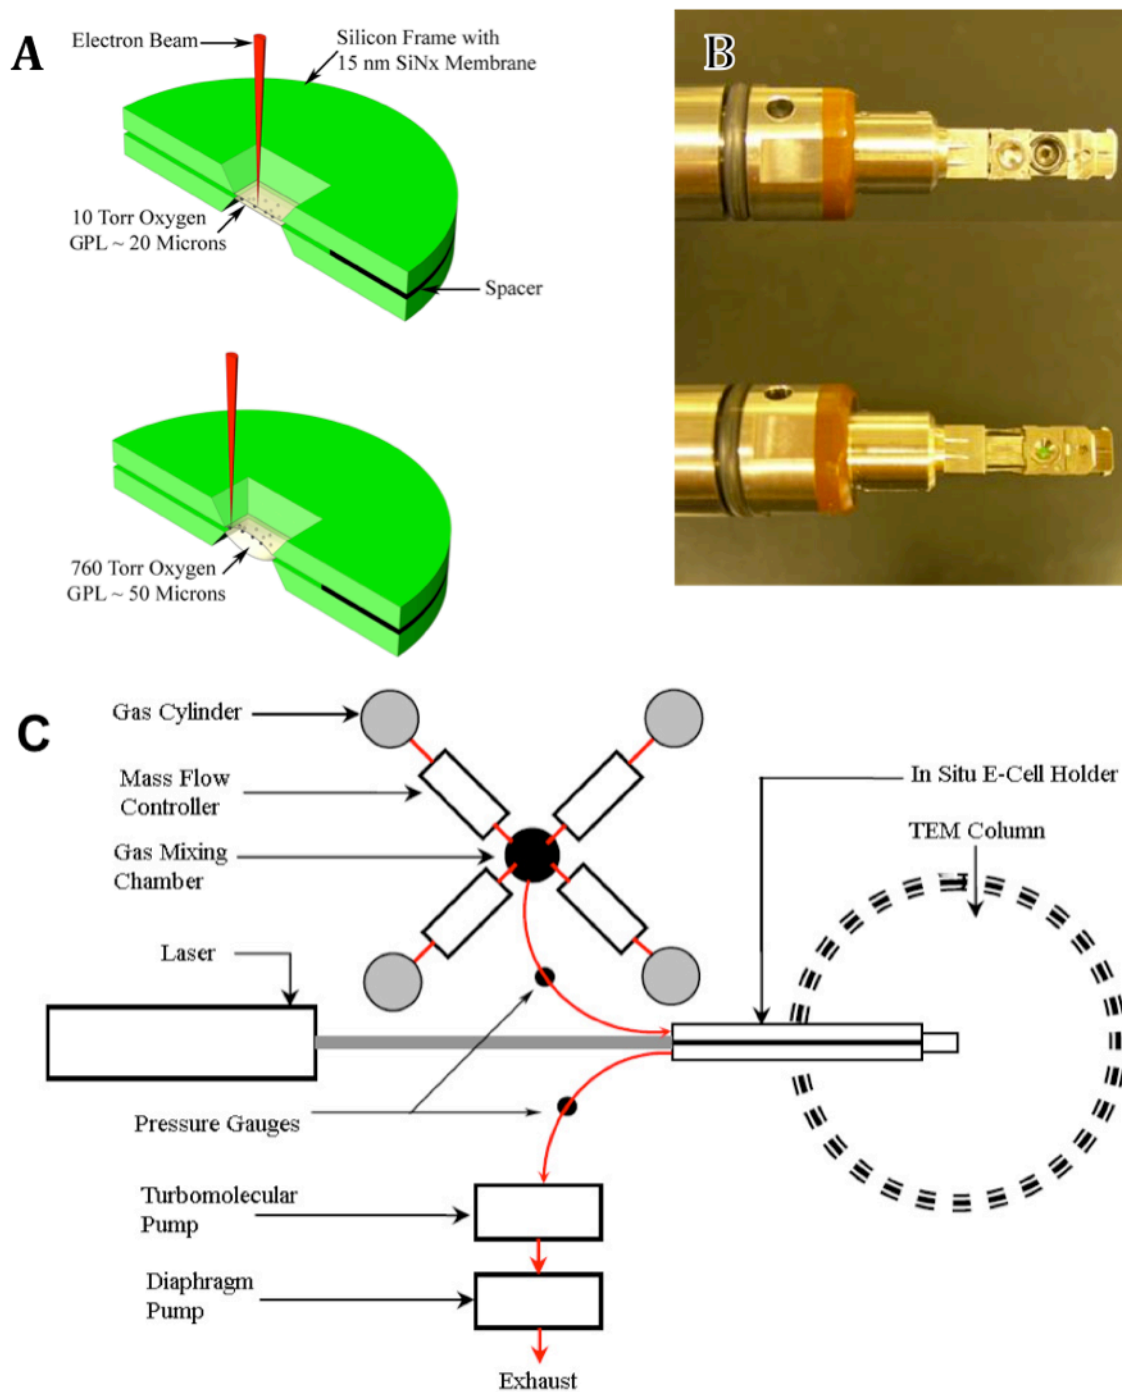 A
Electron Beam
Silicon Frame with
15 nm SiNx Membrane
10 Torr Oxygen
GPL ~ 20 Microns
Spacer
760 Torr Oxygen
GPL ~ 50 Microns
B
C
Gas Cylinder
Mass Flow
Controller
Gas Mixing
Chamber
Laser
In Situ E-Cell Holder
TEM Column
Pressure Gauges
Turbomolecular
Pump
Diaphragm
Pump
Exhaust